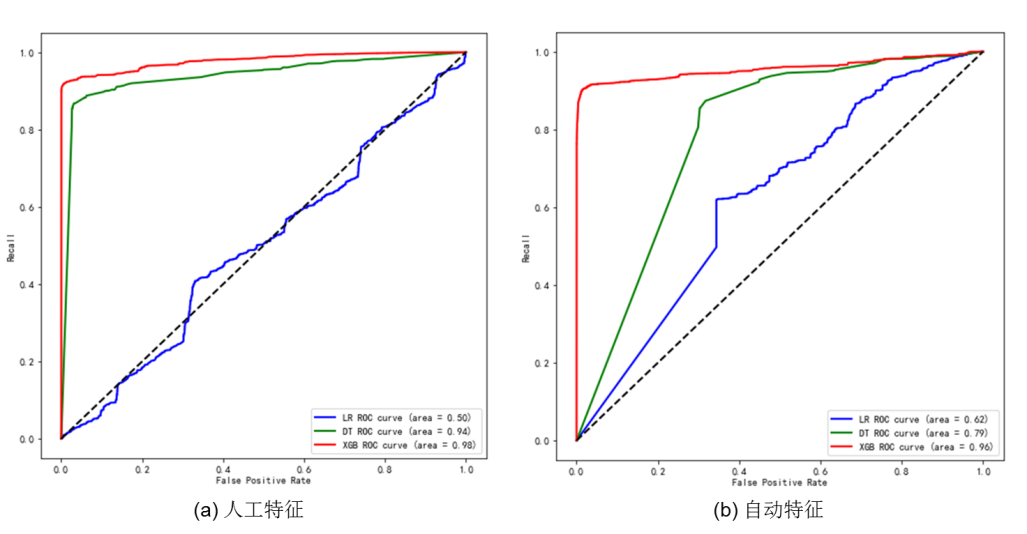 1.0
0.8
0.6
0.4
0.2
0.0
Recall
0.0 0.2 0.4 0.6 0.8 1.0
False Positive Rate
LR ROC curve (area = 0.50)
DT ROC curve (area = 0.94)
XGB ROC curve (area = 0.98)
(a) 人工特征
1.0
0.8
0.6
0.4
0.2
0.0
Recall
0.0 0.2 0.4 0.6 0.8 1.0
False Positive Rate
LR ROC curve (area = 0.62)
DT ROC curve (area = 0.79)
XGB ROC curve (area = 0.96)
(b) 自动特征